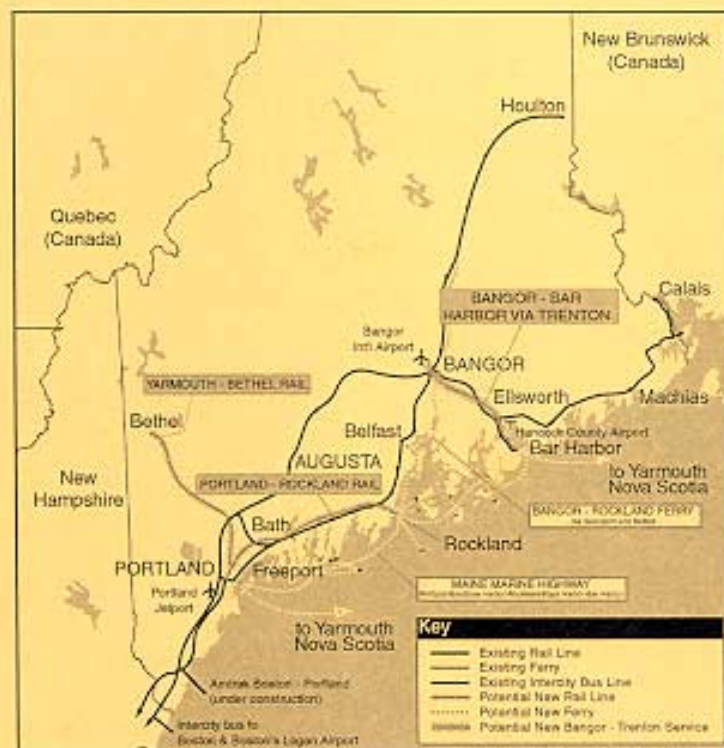 New Brunswick
(Canada)
Houlton
Quebec
(Canada)
Calais
BANGOR - BAR
HARBOR VIA TRENTON
Bangor
Int'l Airport
BANGOR
YARMOUTH - BETHEL RAIL
Ellsworth
Machias
Bethel
Belfast
Hancock County Airport
Bar Harbor
AUGUSTA
to Yarmouth
Nova Scotia
New
Hampshire
PORTLAND - ROCKLAND RAIL
BANGOR - ROCKLAND FERRY
Bath
Rockland
PORTLAND
Freeport
Portland
Jetport
MAINE MARINE HIGHWAY
to Yarmouth
Nova Scotia
Key
Existing Rail Line
Existing Ferry
Existing Intercity Bus Line
Potential New Rail Line
Potential New Ferry
Potential New Bangor - Trenton Service
Amtrak Boston - Portland
(under construction)
Intercity bus to
Boston & Boston's Logan Airport